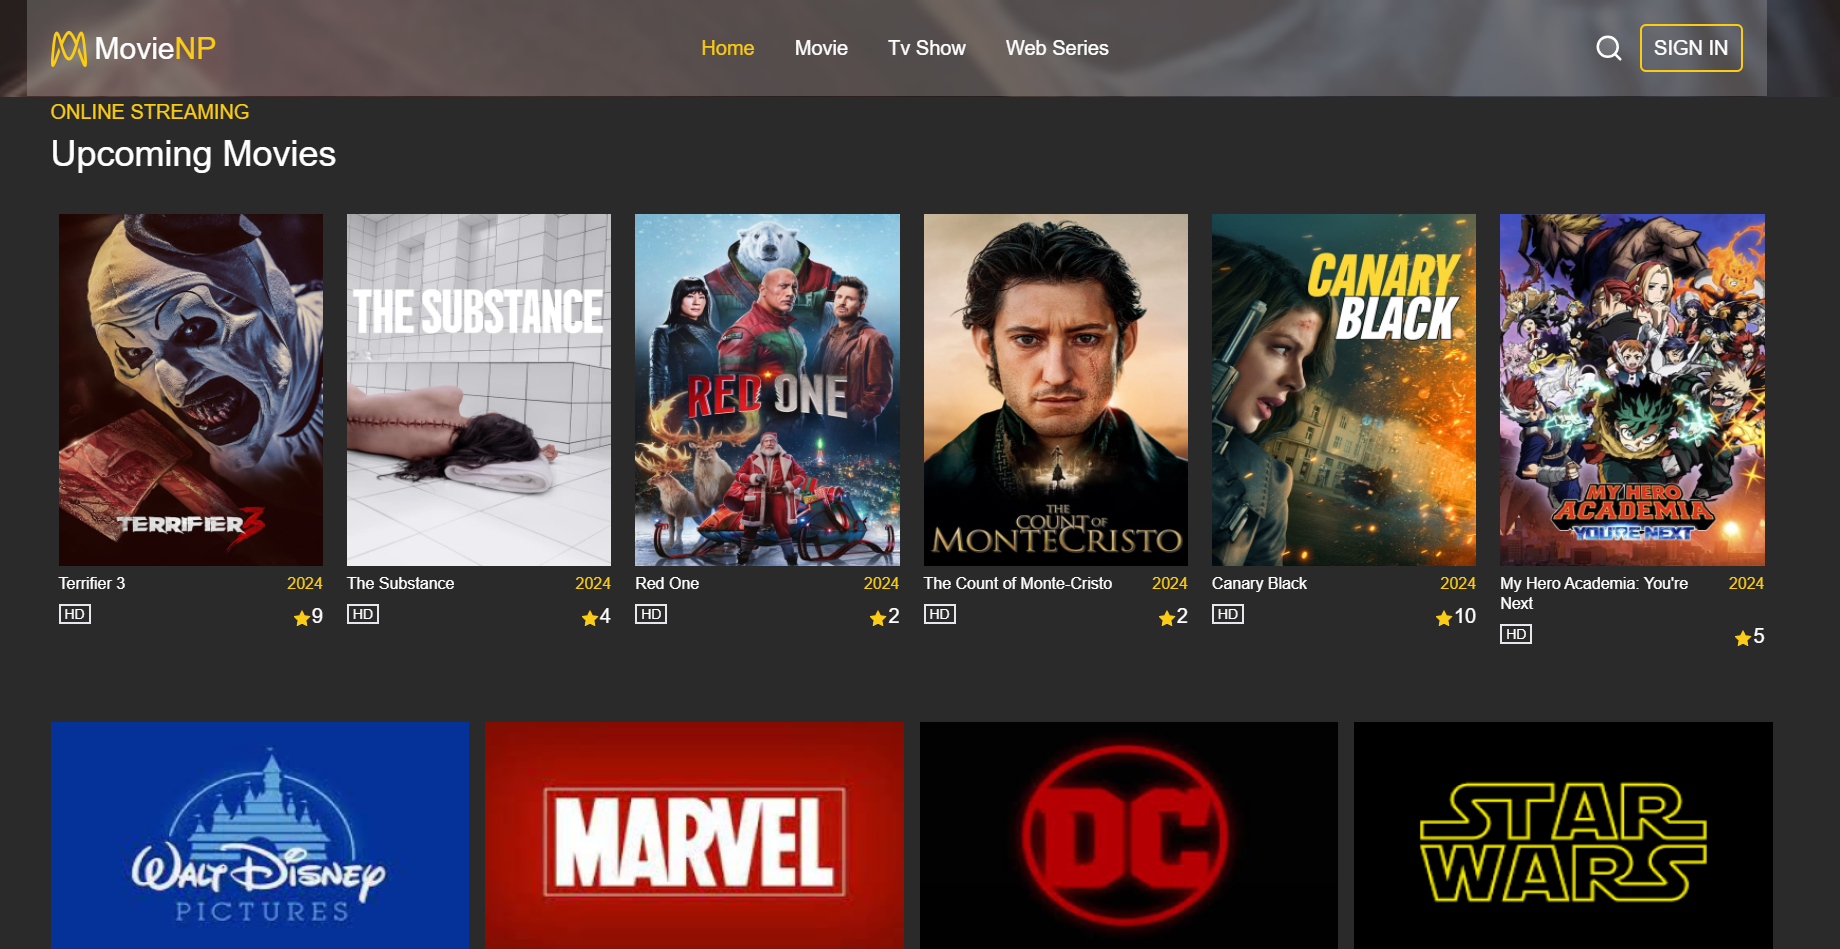 MovieNP
Home
Movie
Tv Show
Web Series
SIGN IN
ONLINE STREAMING
Upcoming Movies
TERRIFIER 3
THE SUBSTANCE
RED ONE
THE
COUNT OF
MONTECRISTO
CANARY
BLACK
MY HERO
ACADEMIA
YOU'RE NEXT
Terrifier 3
2024
HD
9
The Substance
2024
HD
4
Red One
2024
HD
2
The Count of Monte-Cristo
2024
HD
2
Canary Black
2024
HD
10
My Hero Academia: You're
Next
2024
HD
5
WALT DISNEY
PICTURES
MARVEL
DC
STAR
WARS